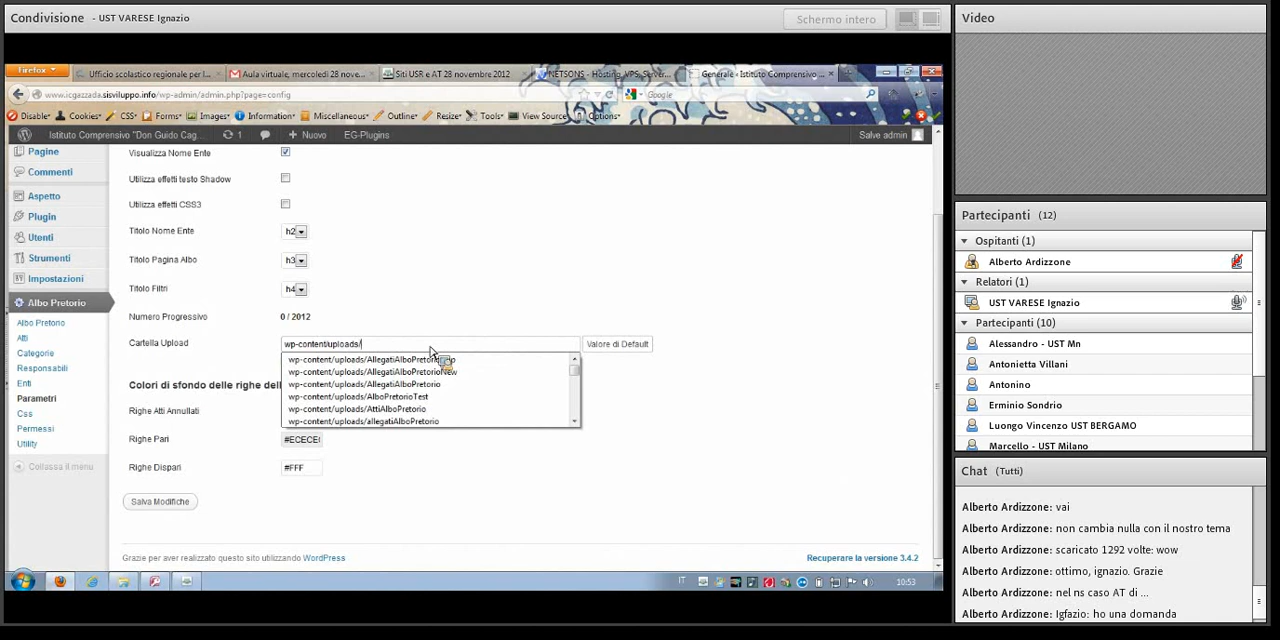 Condivisione - UST VARESE Ignazio
Schermo intero
Firefox
Ufficio scolastico regionale per l...
Aula virtuale, mercoledì 28 nove...
Siti USR e AT 28 novembre 2012
NETSONS - Hosting, VPS, Server...
Generale ‹ Istituto Comprensivo ...
www.icgazzada.sisviluppo.info/wp-admin/admin.php?page=config
Google
Disable
Cookies
CSS
Forms
Images
Information
Miscellaneous
Outline
Resize
Tools
View Source
Options
Istituto Comprensivo "Don Guido Cag...
1
Nuovo
EG-Plugins
Salve admin
Pagine
Commenti
Aspetto
Plugin
Utenti
Strumenti
Impostazioni
Albo Pretorio
Albo Pretorio
Atti
Categorie
Responsabili
Enti
Parametri
Css
Permessi
Utility
Collassa il menu
Visualizza Nome Ente
Utilizza effetti testo Shadow
Utilizza effetti CSS3
Titolo Nome Ente
h2
Titolo Pagina Albo
h3
Titolo Filtri
h4
Numero Progressivo
0 / 2012
Cartella Upload
wp-content/uploads/
Valore di Default
wp-content/uploads/AllegatiAlboPretorioNew
wp-content/uploads/AllegatiAlboPretorio
wp-content/uploads/AlboPretorioTest
wp-content/uploads/AttiAlboPretorio
wp-content/uploads/allegatiAlboPretorio
Colori di sfondo delle righe dell
Righe Atti Annullati
Righe Pari
#ECECE
Righe Dispari
#FFF
Salva Modifiche
Grazie per aver realizzato questo sito utilizzando WordPress
Recuperare la versione 3.4.2
IT
10:53
Video
Partecipanti (12)
Ospitanti (1)
Alberto Ardizzone
Relatori (1)
UST VARESE Ignazio
Partecipanti (10)
Alessandro - UST Mn
Antonietta Villani
Antonino
Erminio Sondrio
Luongo Vincenzo UST BERGAMO
Marcello - UST Milano
Chat (Tutti)
Alberto Ardizzone: vai
Alberto Ardizzone: non cambia nulla con il nostro tema
Alberto Ardizzone: scaricato 1292 volte: wow
Alberto Ardizzone: ottimo, ignazio. Grazie
Alberto Ardizzone: nel ns caso AT di ...
Alberto Ardizzone: Igfazio: ho una domanda